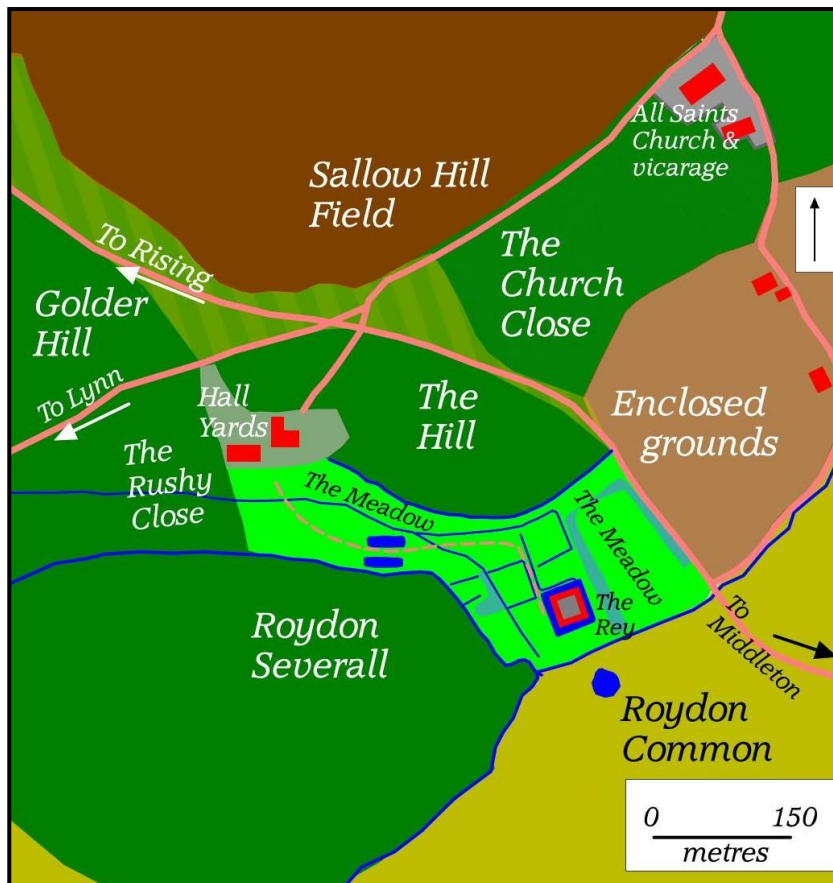 All Saints
Church &
vicarage
Sallow Hill
Field
The
Church
Close
To Rising
Golder
Hill
To Lynn
Hall
Yards
The
Hill
Enclosed
grounds
The
Rushy
Close
The Meadow
The Meadow
The
Rey
Roydon
Severall
To
Middleton
Roydon
Common
0 150
metres